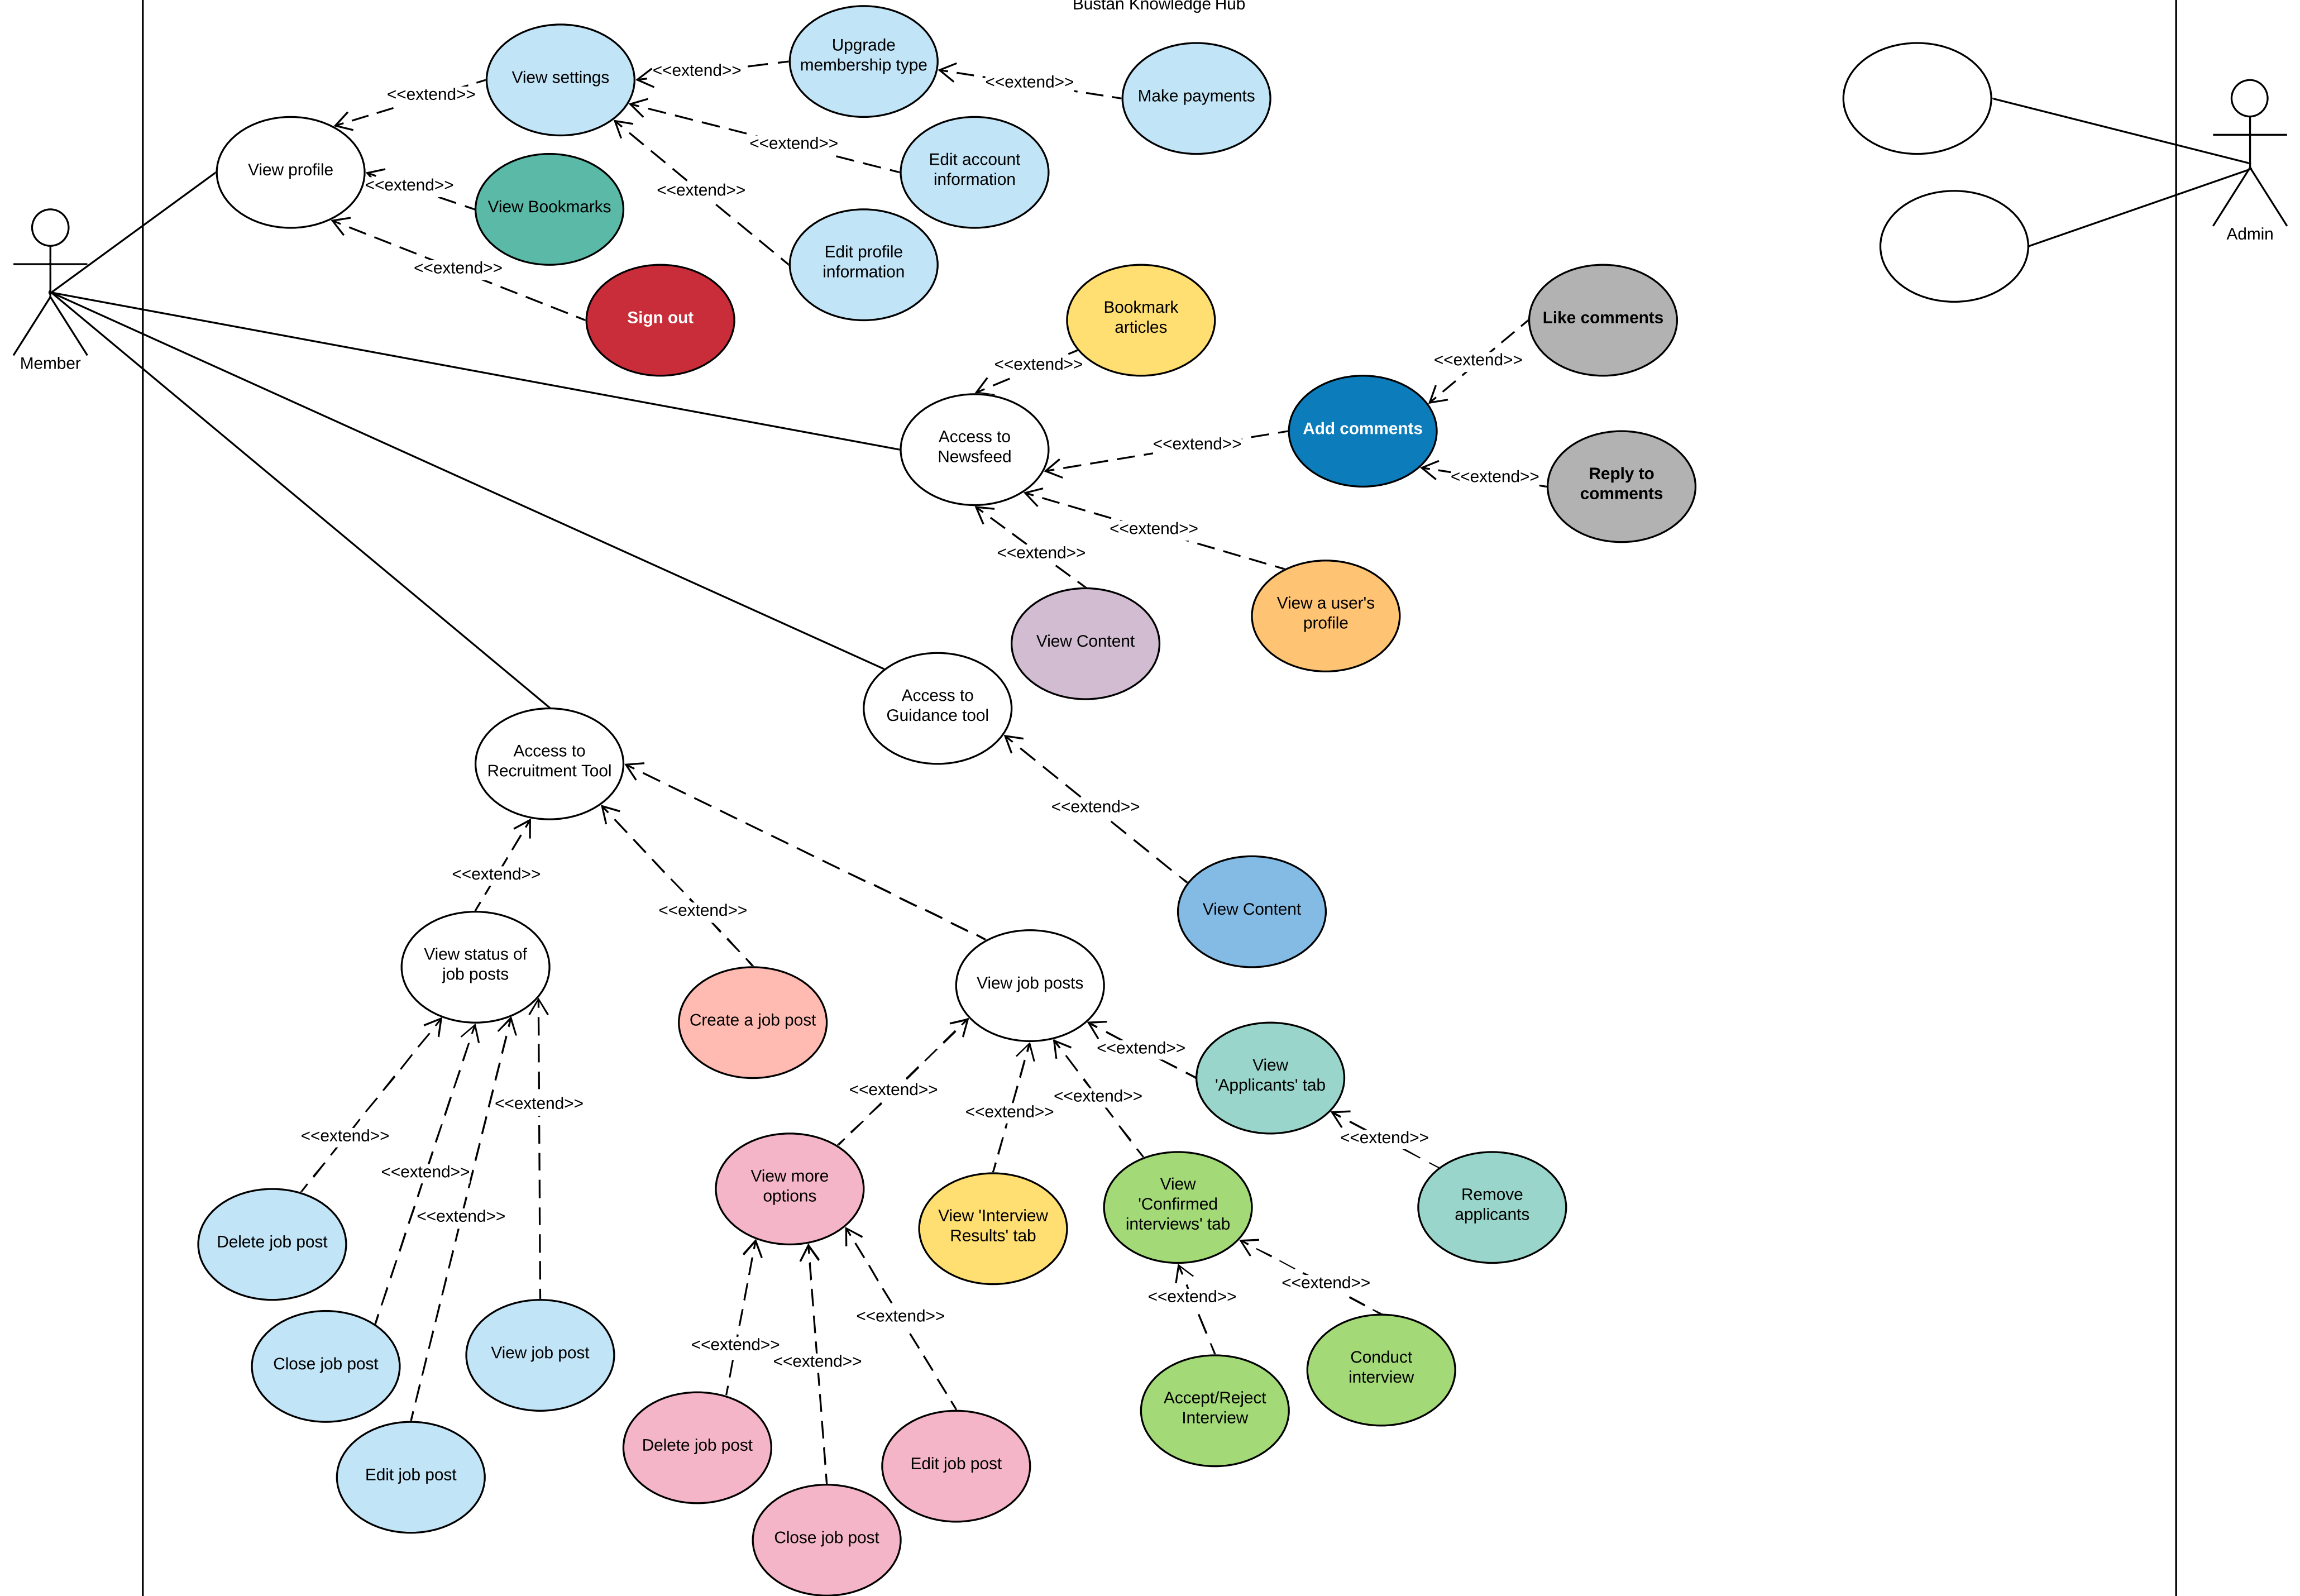 Bustan Knowledge Hub
View settings
<<extend>>
Upgrade
membership type
<<extend>>
Make payments
<<extend>>
View profile
<<extend>>
Edit account
information
<<extend>>
View Bookmarks
<<extend>>
Edit profile
information
<<extend>>
Sign out
<<extend>>
Member
Admin
Bookmark
articles
<<extend>>
Like comments
<<extend>>
Access to
Newsfeed
<<extend>>
Add comments
<<extend>>
Reply to
comments
<<extend>>
<<extend>>
View a user's
profile
View Content
Access to
Guidance tool
<<extend>>
View Content
Access to
Recruitment Tool
<<extend>>
<<extend>>
View status of
job posts
Create a job post
View job posts
<<extend>>
<<extend>>
<<extend>>
<<extend>>
View
'Applicants' tab
<<extend>>
Remove
applicants
<<extend>>
<<extend>>
<<extend>>
<<extend>>
View more
options
View 'Interview
Results' tab
View
'Confirmed
interviews' tab
Delete job post
Close job post
View job post
Edit job post
<<extend>>
<<extend>>
<<extend>>
<<extend>>
<<extend>>
Delete job post
Close job post
Edit job post
Accept/Reject
Interview
Conduct
interview